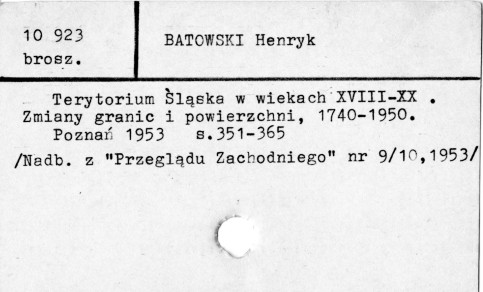 10 923
brosz.
BATOWSKI Henryk
Terytorium Śląska w wiekach XVIII-XX .
Zmiany granic i powierzchni, 1740-1950.
Poznań 1953 s.351-365
/Nadb. z "Przeglądu Zachodniego" nr 9/10,1953/